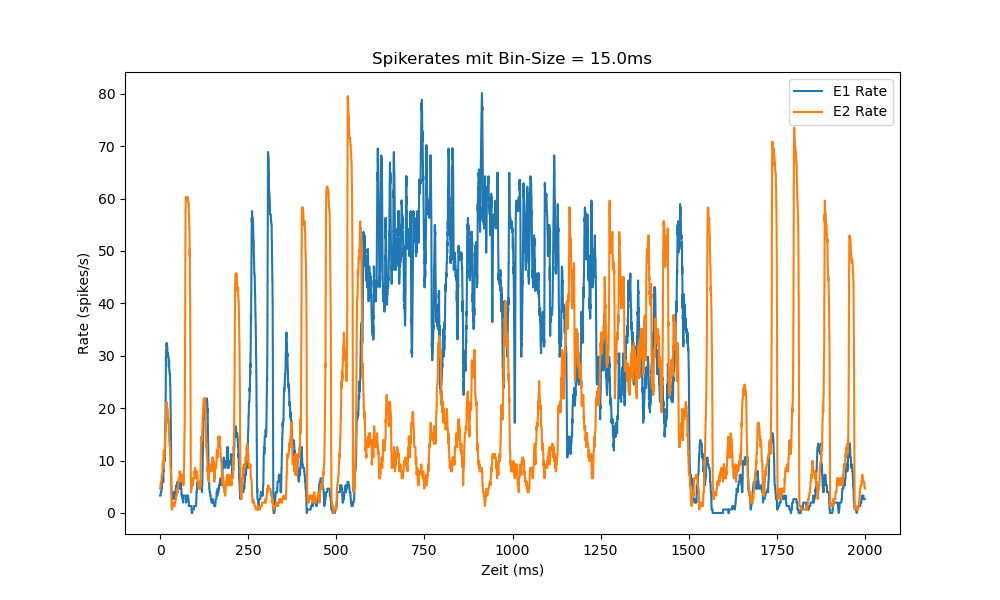 Spikerates mit Bin-Size = 15.0ms
E1 Rate
E2 Rate
Rate (spikes/s)
80
70
60
50
40
30
20
10
0
0 250 500 750 1000 1250 1500 1750 2000
Zeit (ms)